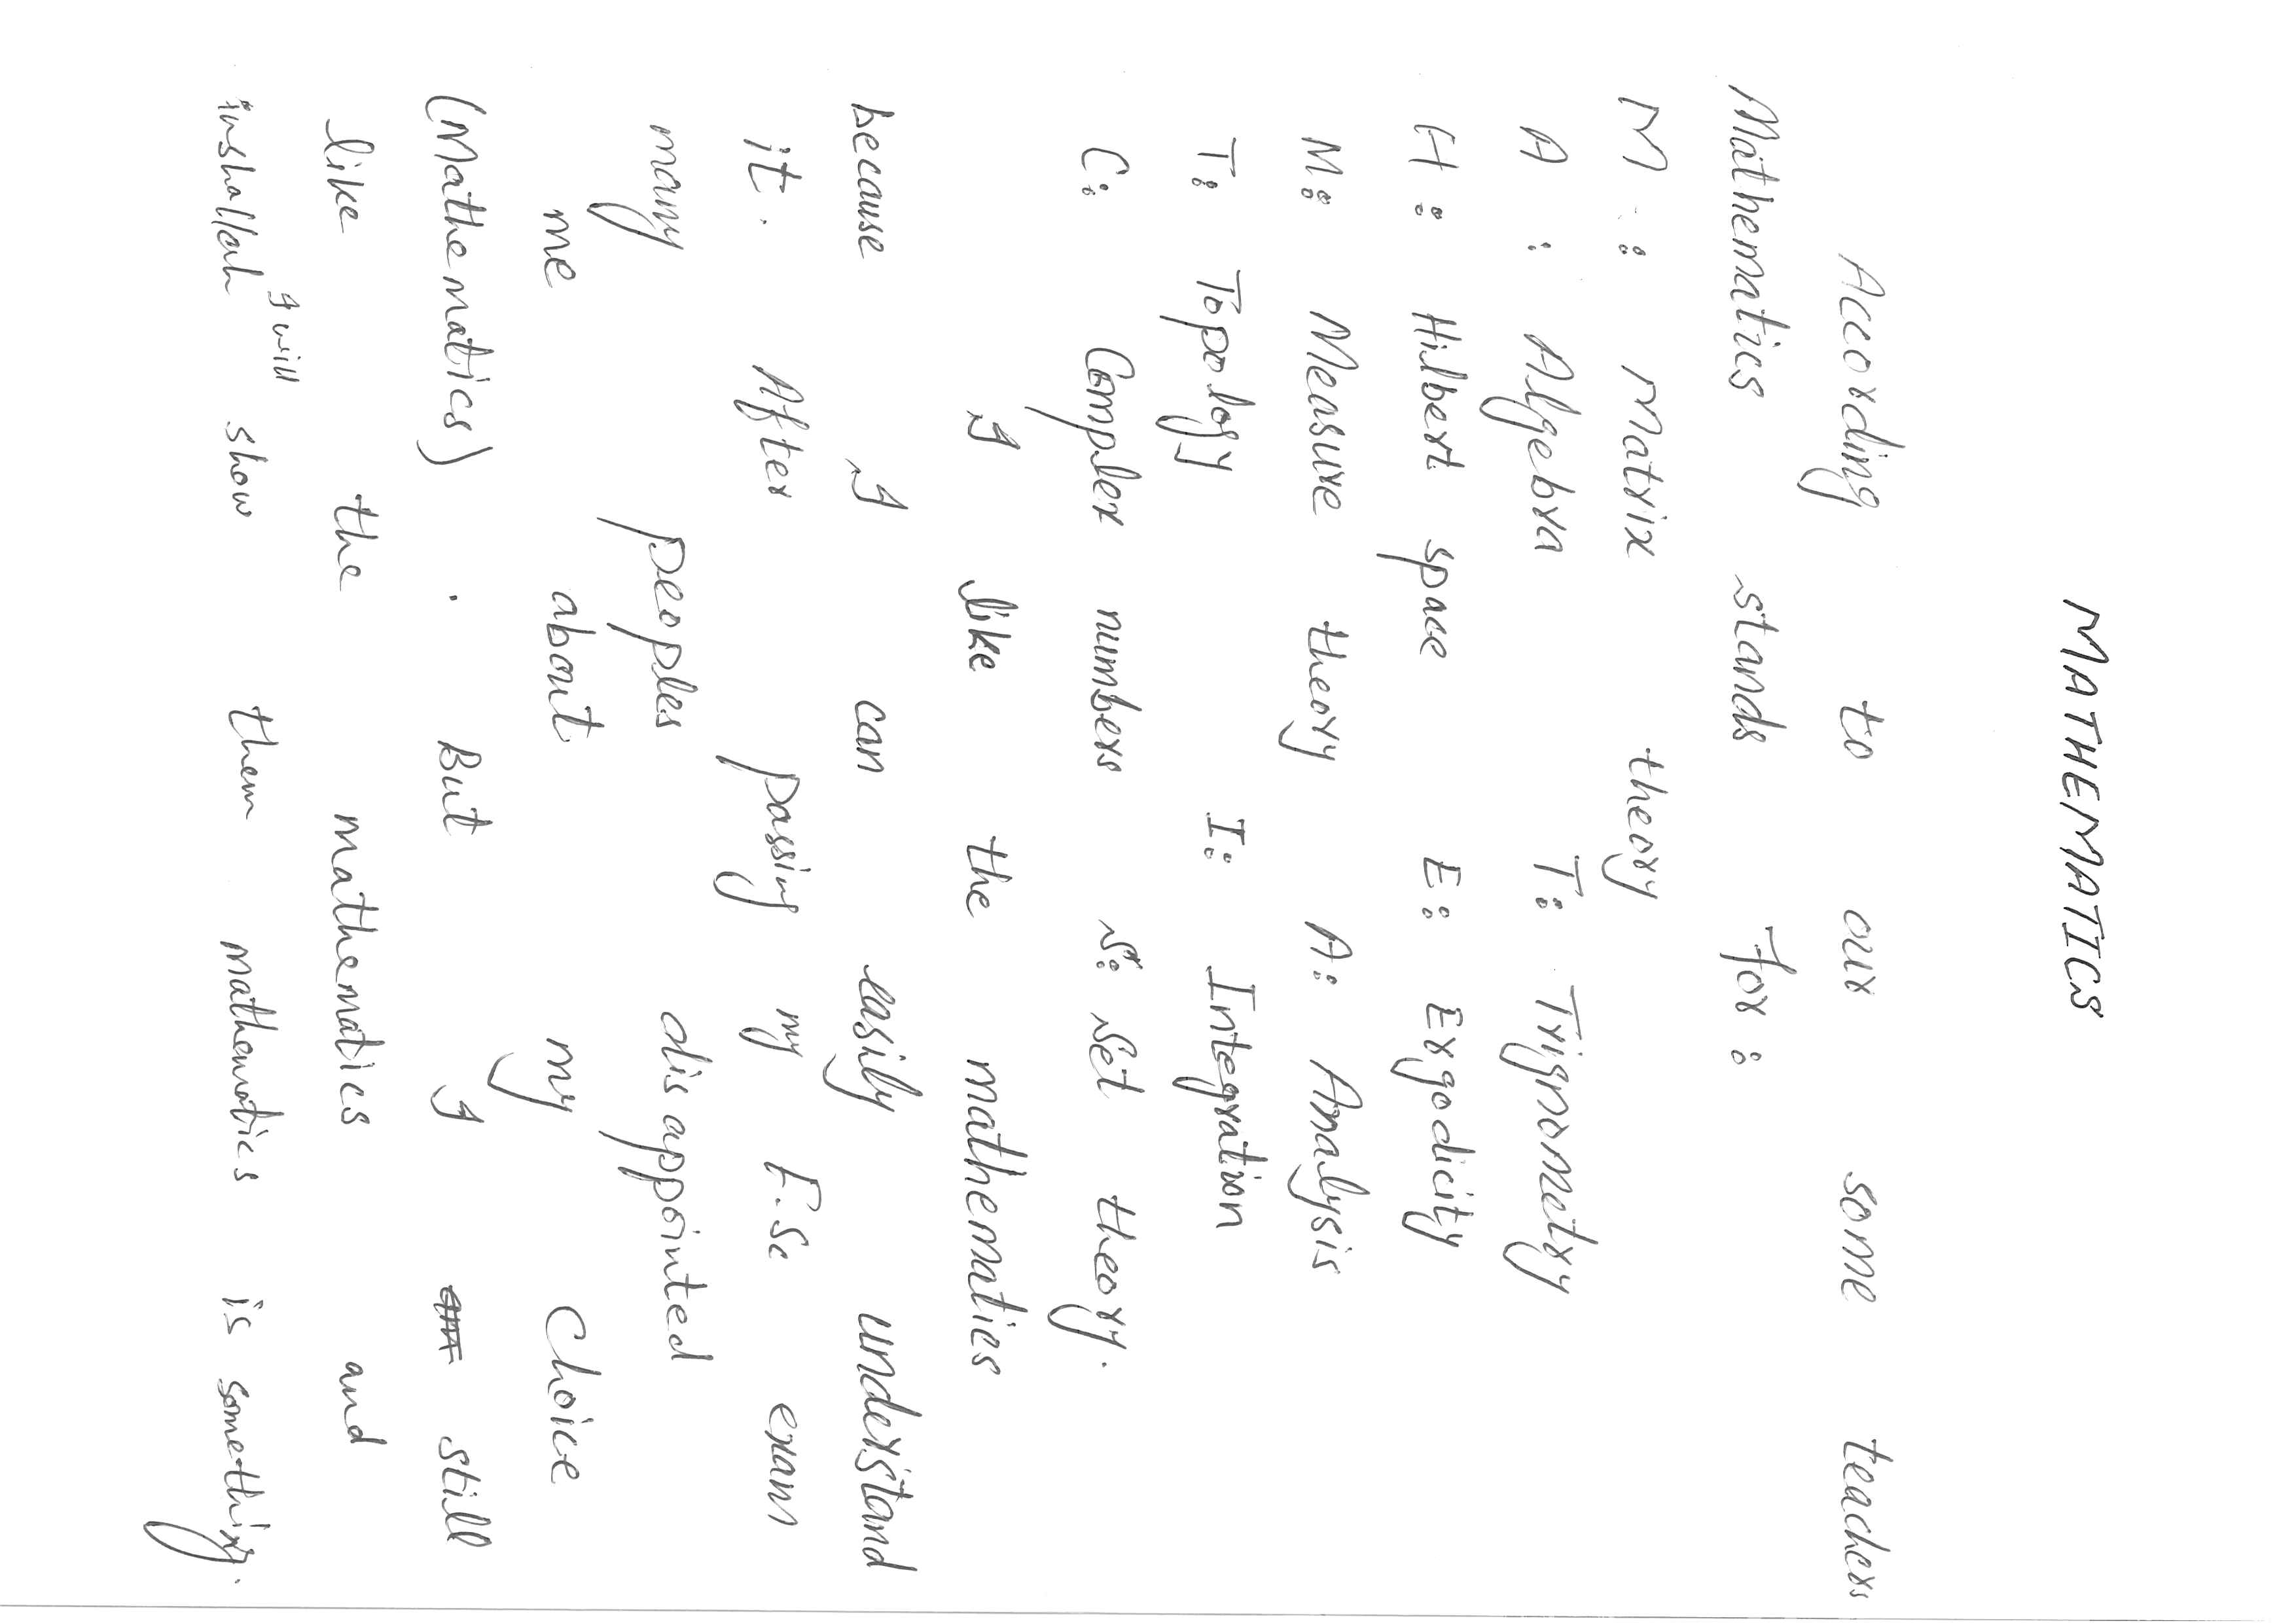 MATHEMATICS
According to our some teachers
Mathematics stands for :
M : Matrix theory
A : Algebra T: Trignometry
H : Hilbert space E: Ergodicity
M: Measure theory A: Analysis
T: Topology I: Integration
C: Complex numbers S: Set theory.
I like the mathematics
because I can easily understand
it. After passing my F.Sc exam
many peoples disappointed
me about my Choice
(Mathematics) . But I am still
like the mathematics and
inshallah I will show them mathematics is something.